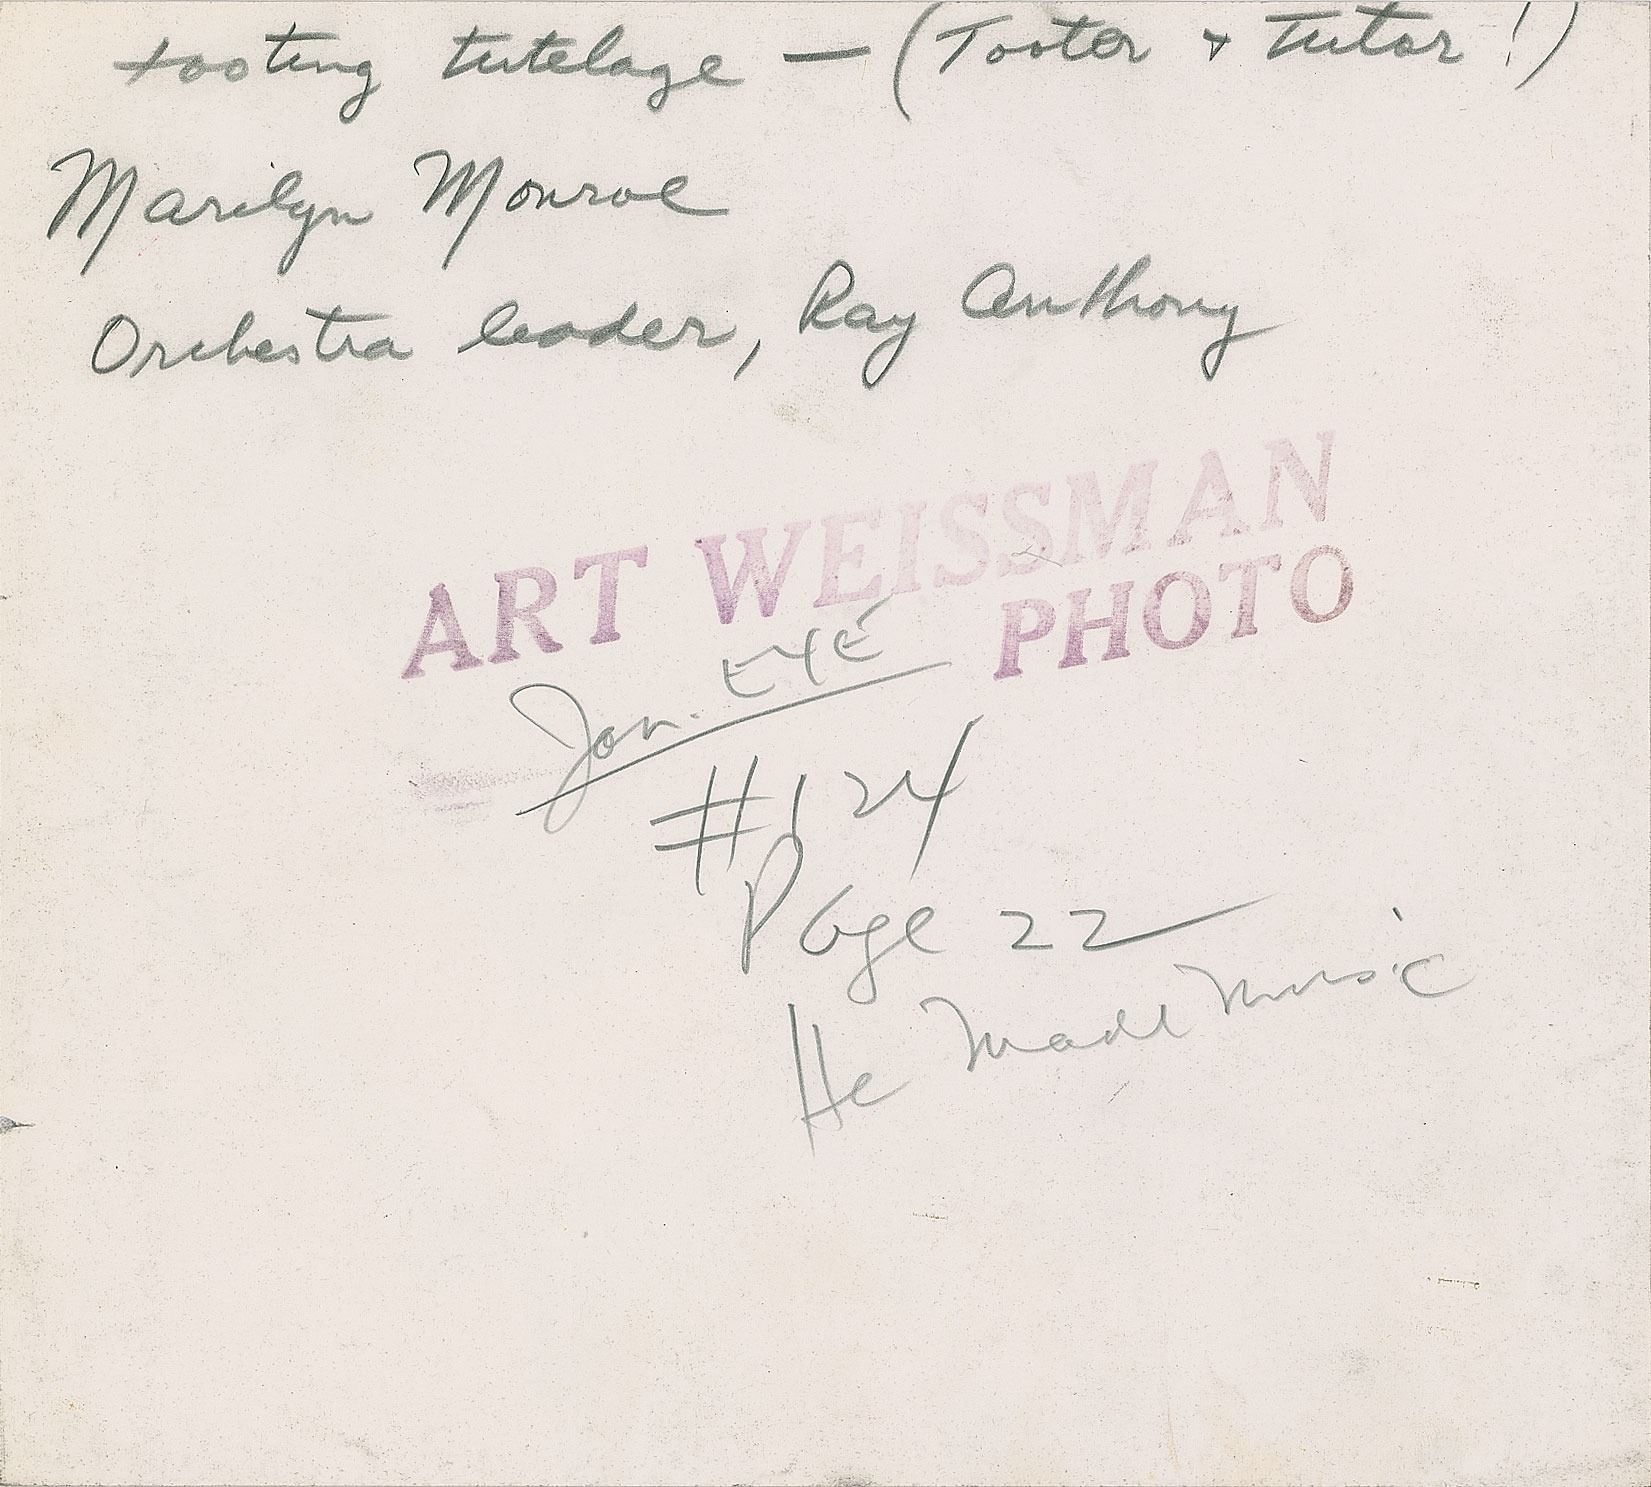 tooting tutelage — (Tooter + Tutor!)
Marilyn Monroe
Orchestra leader, Ray Anthony
ART WEISSMAN
PHOTO
Jan. EYE
#124
Page 22
He Made Music